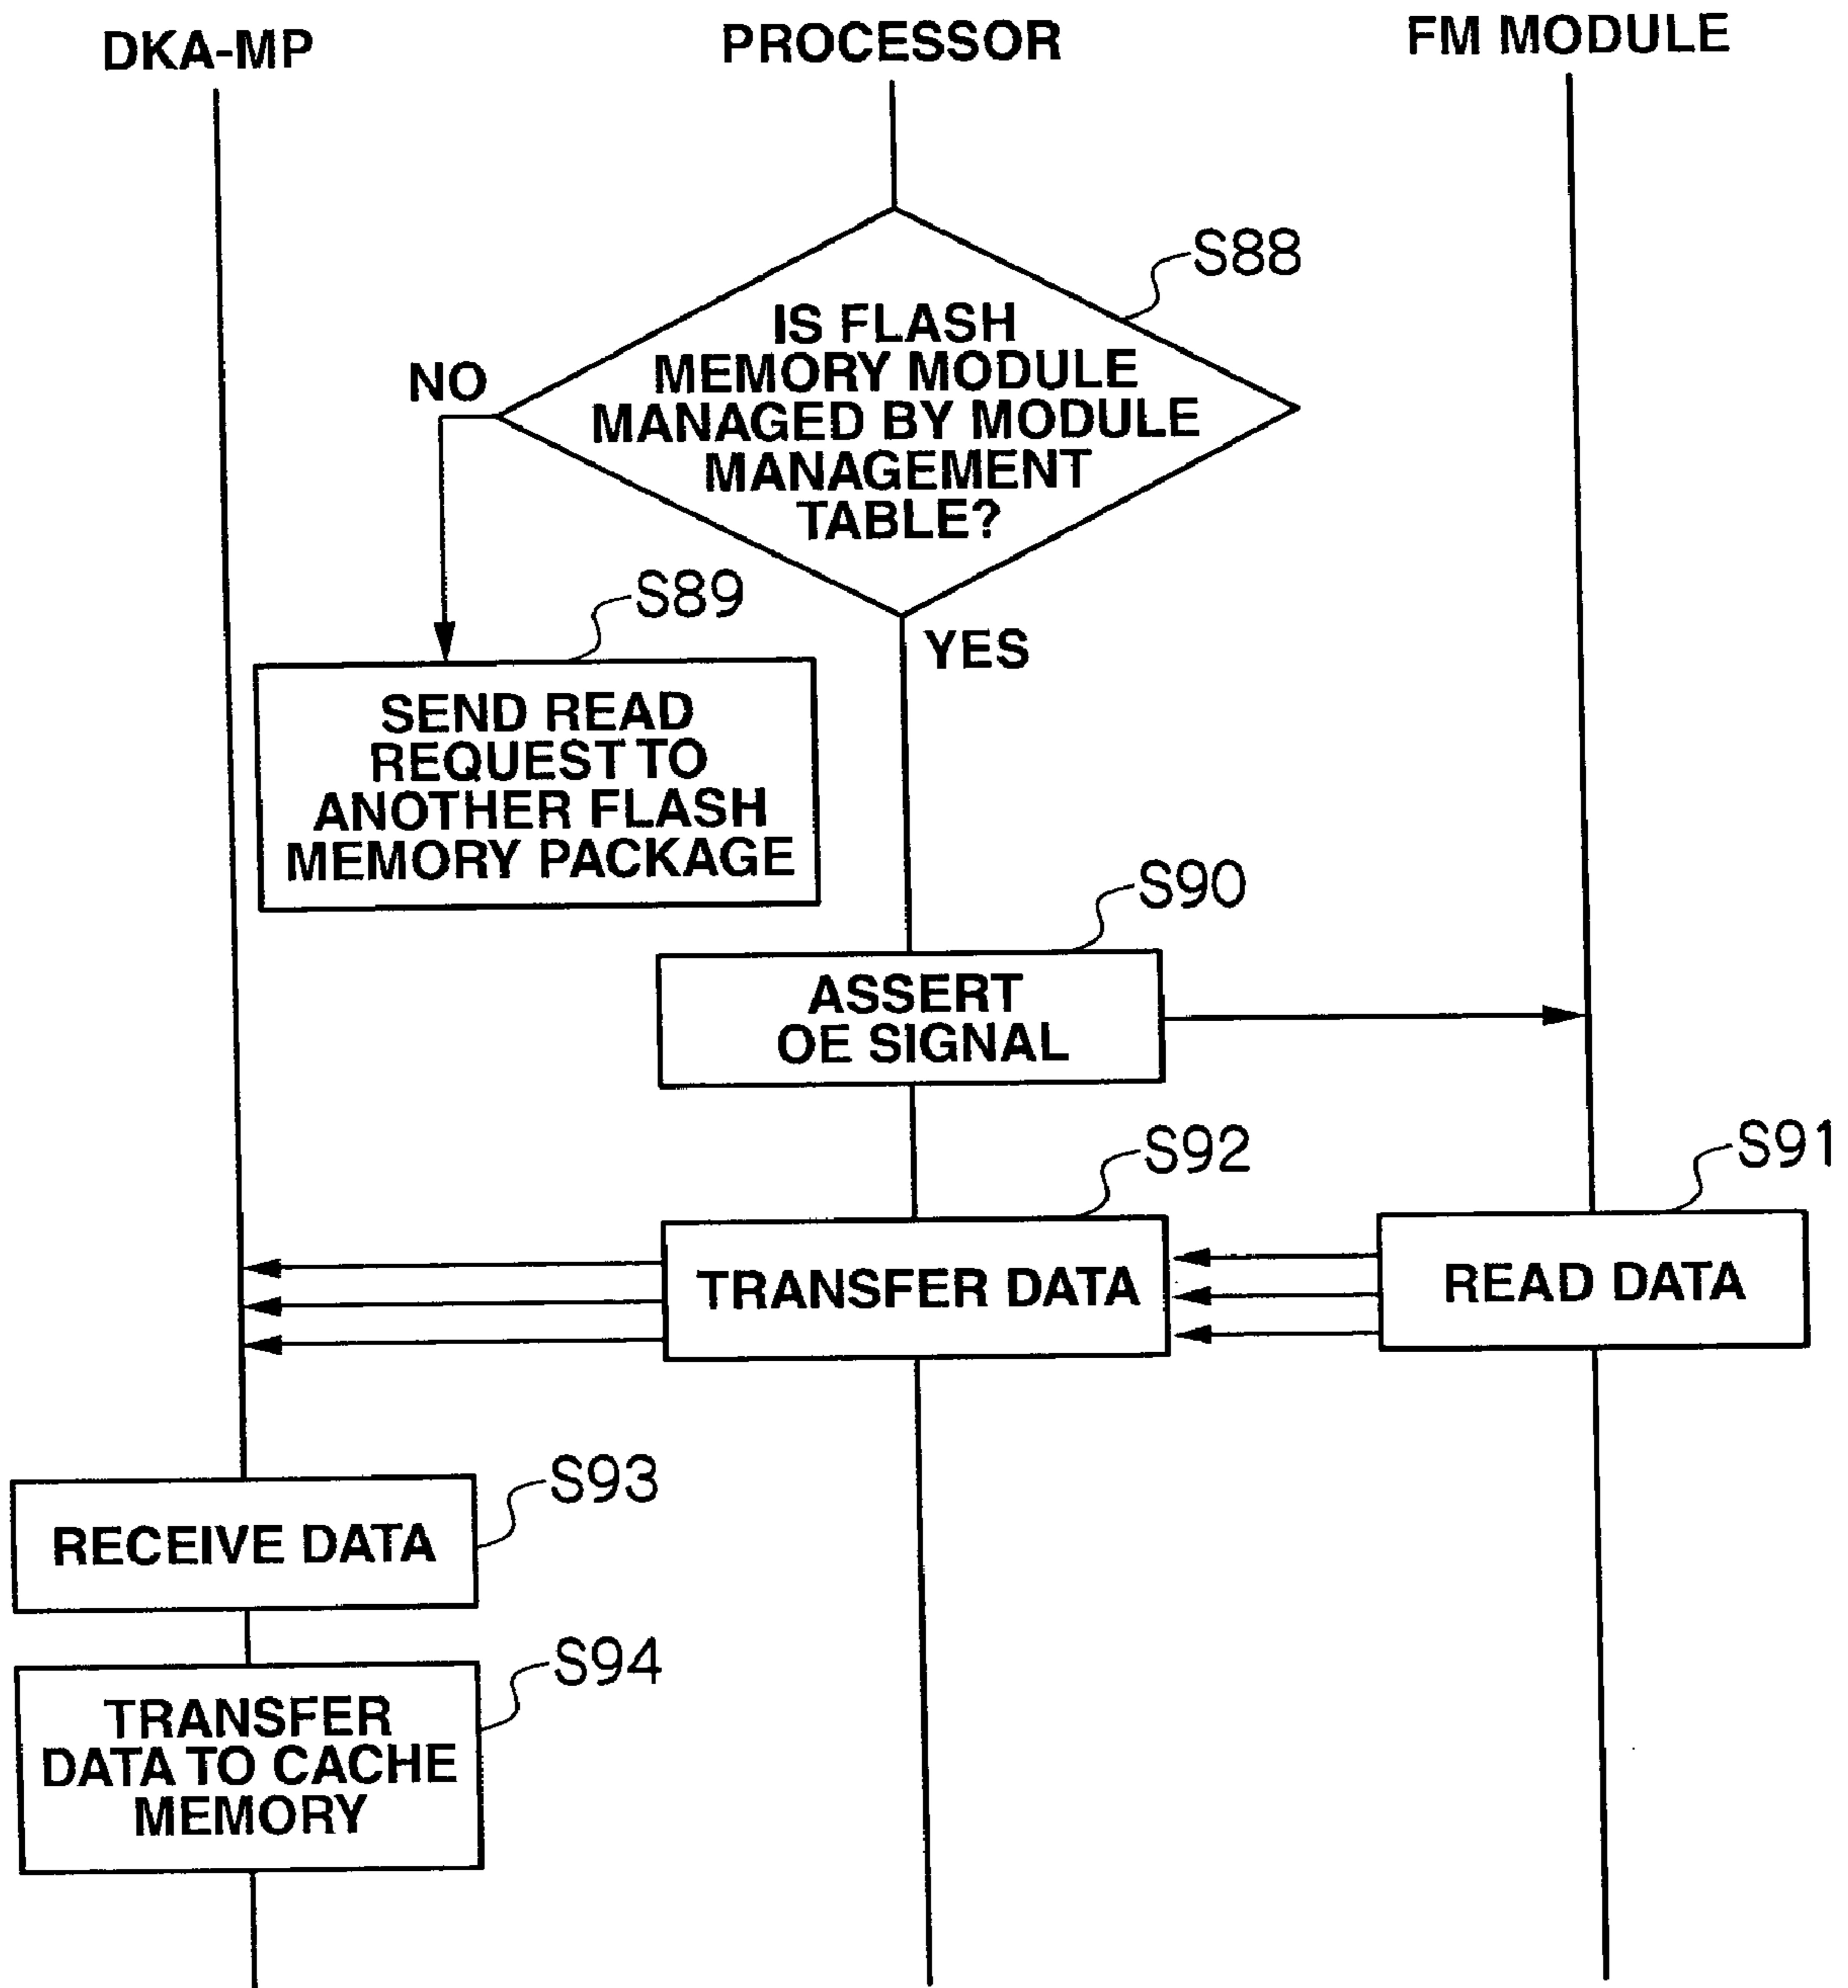 DKA-MP
PROCESSOR
FM MODULE
S88
IS FLASH
MEMORY MODULE
MANAGED BY MODULE
MANAGEMENT
TABLE?
NO
YES
S89
SEND READ
REQUEST TO
ANOTHER FLASH
MEMORY PACKAGE
S90
ASSERT
OE SIGNAL
S92
TRANSFER DATA
S91
READ DATA
S93
RECEIVE DATA
S94
TRANSFER
DATA TO CACHE
MEMORY